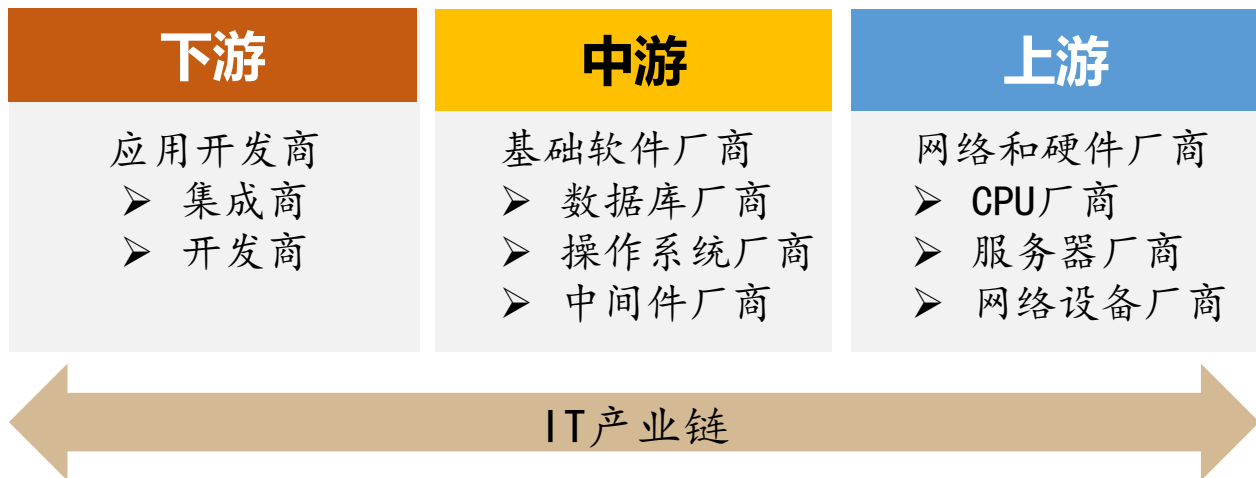 下游
应用开发商
➢ 集成商
➢ 开发商
中游
基础软件厂商
➢ 数据库厂商
➢ 操作系统厂商
➢ 中间件厂商
上游
网络和硬件厂商
➢ CPU厂商
➢ 服务器厂商
➢ 网络设备厂商
IT产业链